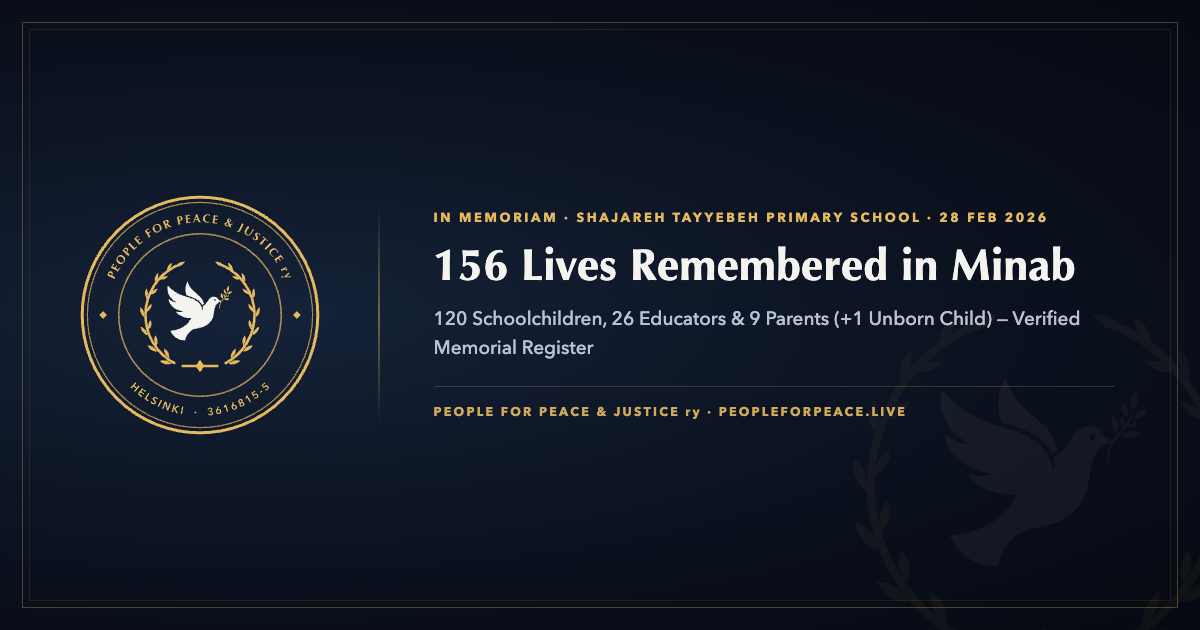 PEOPLE FOR PEACE & JUSTICE ry
HELSINKI · 3616815-5
IN MEMORIAM · SHAJAREH TAYYEBEH PRIMARY SCHOOL · 28 FEB 2026
156 Lives Remembered in Minab
120 Schoolchildren, 26 Educators & 9 Parents (+1 Unborn Child) – Verified
Memorial Register
PEOPLE FOR PEACE & JUSTICE ry · PEOPLEFORPEACE.LIVE